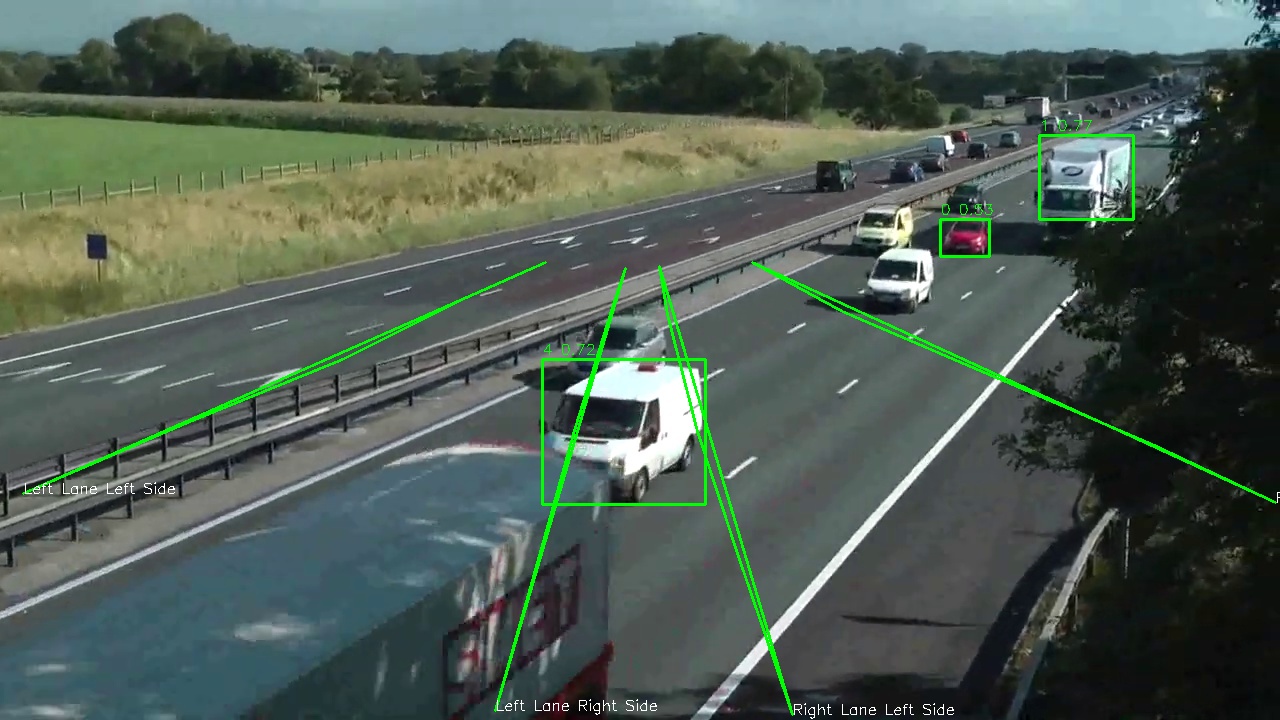 1 0.77
0 0.53
4 0.72
Left Lane Left Side
Left Lane Right Side
Right Lane Left Side